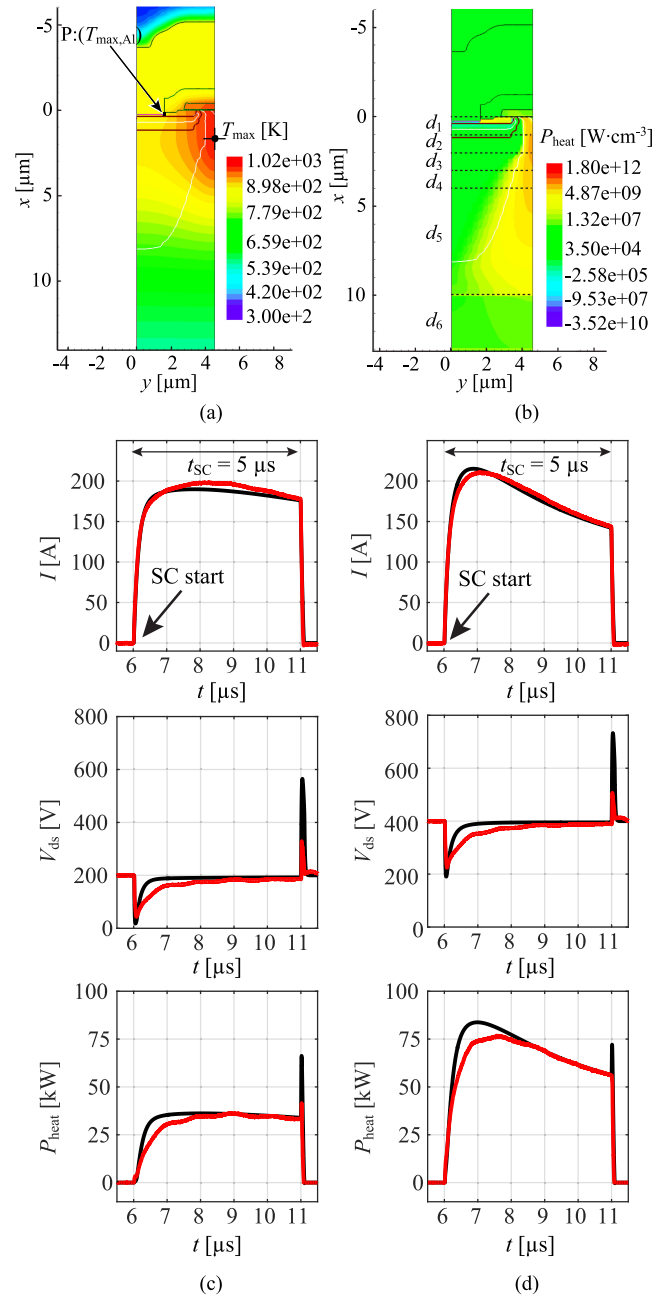 P:(Tmax,Al)
-5
0
5
10
x [μm]
Tmax [K]
1.02e+03
8.98e+02
7.79e+02
6.59e+02
5.39e+02
4.20e+02
3.00e+2
-4 0 4 8
y [μm]
(a)
-5
0
5
10
x [μm]
d1
d2
d3
d4
d5
d6
Pheat [W·cm-3]
1.80e+12
4.87e+09
1.32e+07
3.50e+04
-2.58e+05
-9.53e+07
-3.52e+10
-4 0 4 8
y [μm]
(b)
tSC = 5 μs
200
150
100
50
0
I [A]
SC start
6 7 8 9 10 11
t [μs]
tSC = 5 μs
200
150
100
50
0
I [A]
SC start
6 7 8 9 10 11
t [μs]
800
600
400
200
0
Vds [V]
6 7 8 9 10 11
t [μs]
800
600
400
200
0
Vds [V]
6 7 8 9 10 11
t [μs]
100
75
50
25
0
Pheat [kW]
6 7 8 9 10 11
t [μs]
(c)
100
75
50
25
0
Pheat [kW]
6 7 8 9 10 11
t [μs]
(d)